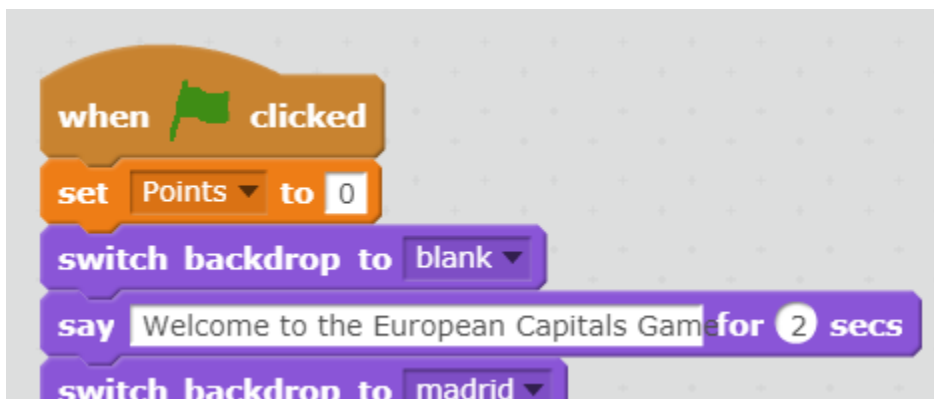 when clicked
set Points to 0
switch backdrop to blank
say Welcome to the European Capitals Game for 2 secs
switch backdrop to madrid